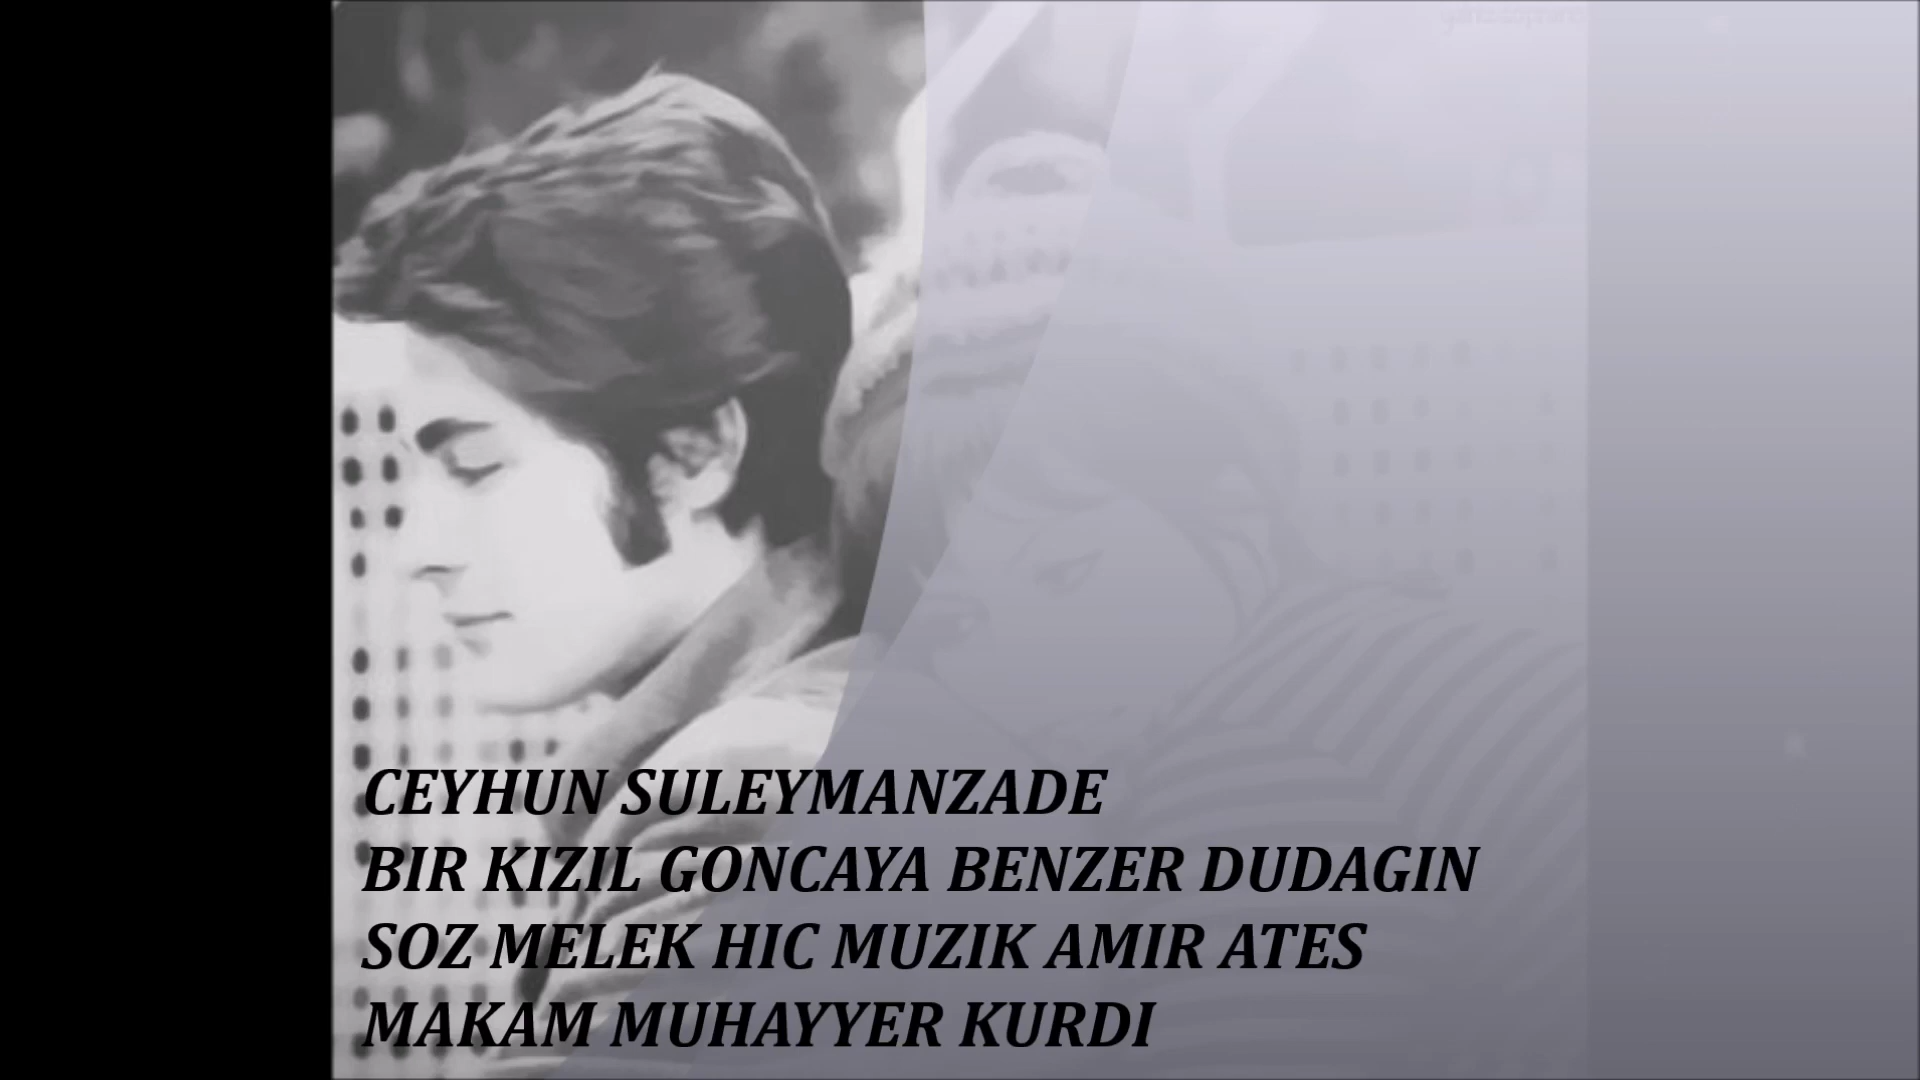 CEYHUN SULEYMANZADE
BIR KIZIL GONCAYA BENZER DUDAGIN
SOZ MELEK HIC MUZIK AMIR ATES
MAKAM MUHAYYER KURDI